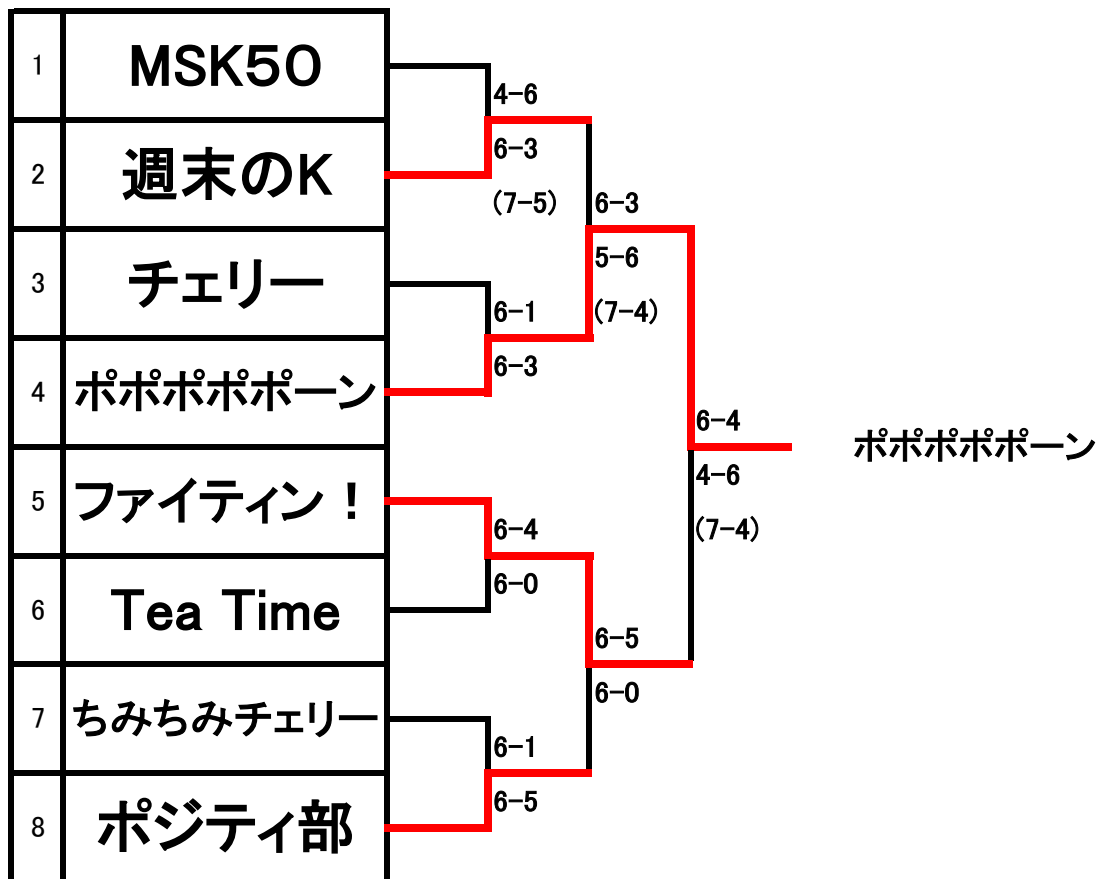 1 MSK50
4-6
2 週末のK
6-3
(7-5)
6-3
3 チェリー
5-6
6-1
(7-4)
6-3
4 ポポポポポーン
6-4
ポポポポポーン
4-6
5 ファイティン！
6-4
(7-4)
6-0
6 Tea Time
6-5
6-0
7 ちみちみチェリー
6-1
6-5
8 ポジティ部